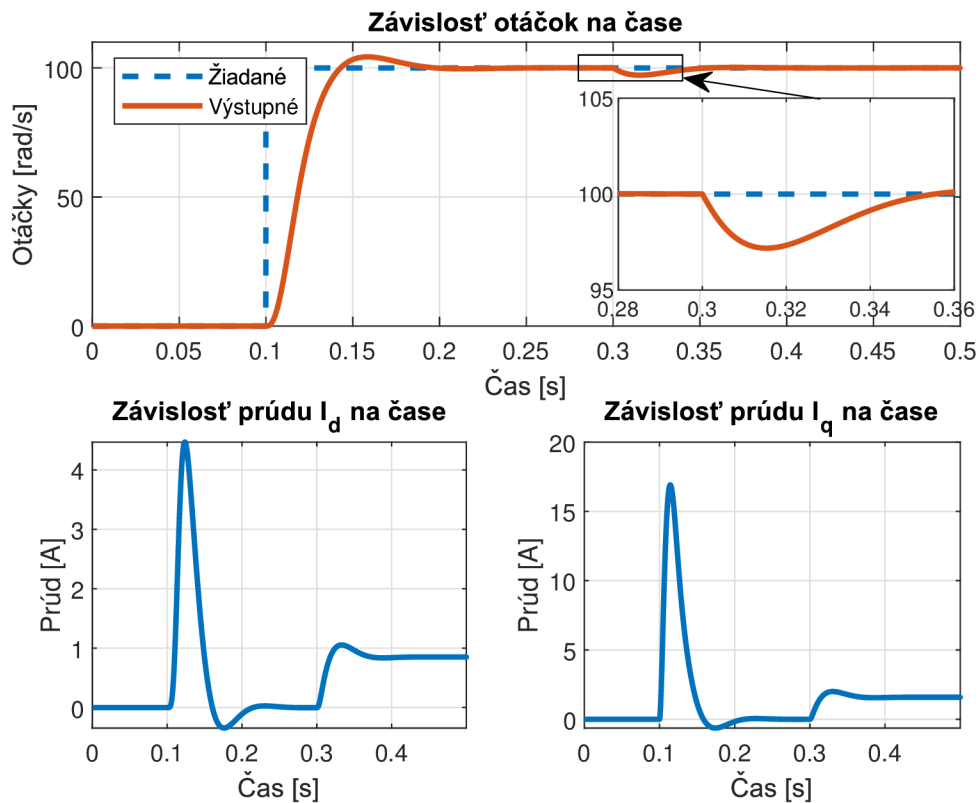 Závislosť otáčok na čase
Otáčky [rad/s]
100
50
0
Žiadané
Výstupné
105
100
95
0.28 0.3 0.32 0.34 0.36
0 0.05 0.1 0.15 0.2 0.25 0.3 0.35 0.4 0.45 0.5
Čas [s]
Závislosť prúdu I_d na čase
Prúd [A]
4
3
2
1
0
0 0.1 0.2 0.3 0.4
Čas [s]
Závislosť prúdu I_q na čase
Prúd [A]
20
15
10
5
0
0 0.1 0.2 0.3 0.4
Čas [s]